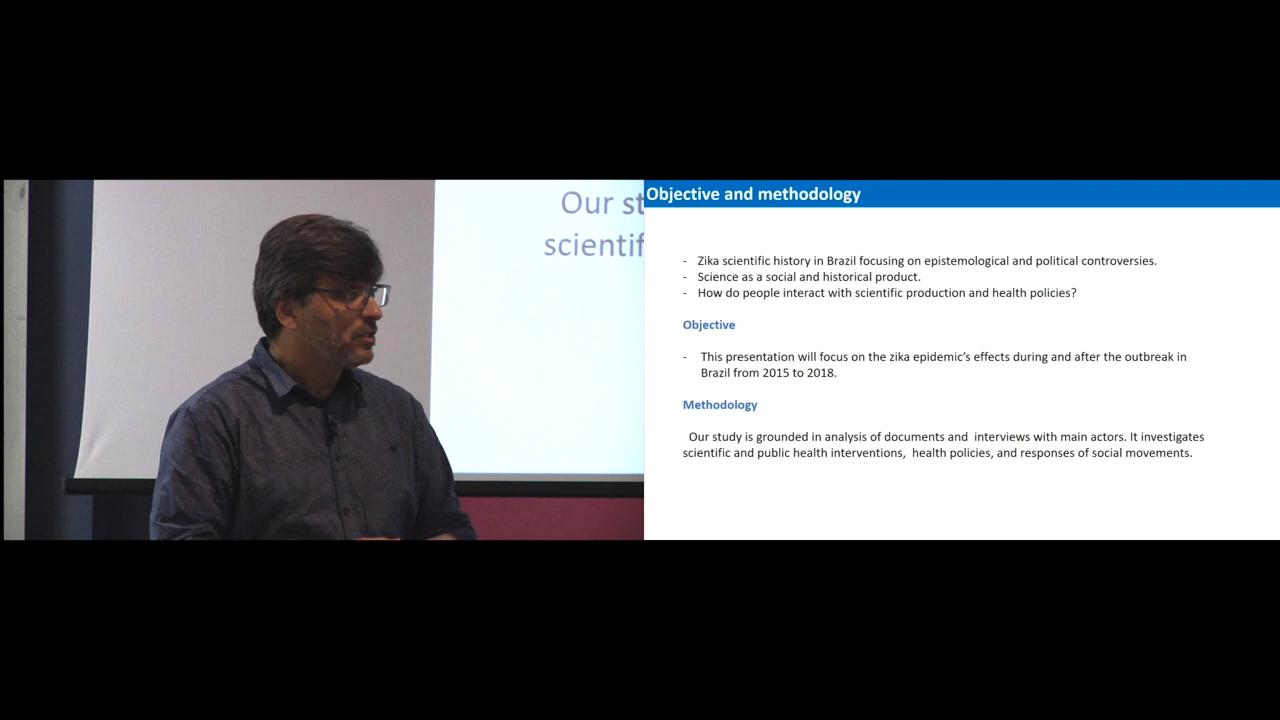 Our st
scientif
Objective and methodology
- Zika scientific history in Brazil focusing on epistemological and political controversies.
- Science as a social and historical product.
- How do people interact with scientific production and health policies?
Objective
- This presentation will focus on the zika epidemic's effects during and after the outbreak in
Brazil from 2015 to 2018.
Methodology
Our study is grounded in analysis of documents and interviews with main actors. It investigates
scientific and public health interventions, health policies, and responses of social movements.